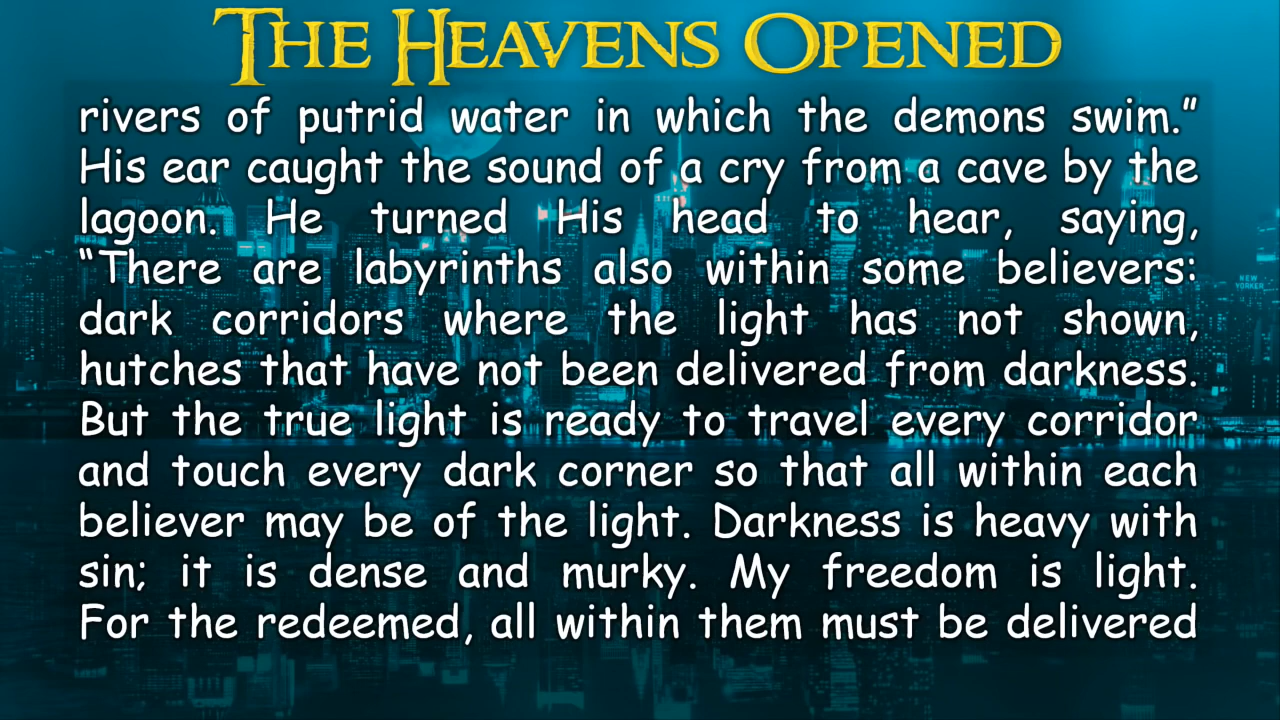 THE HEAVENS OPENED
rivers of putrid water in which the demons swim.”
His ear caught the sound of a cry from a cave by the
lagoon. He turned His head to hear, saying,
“There are labyrinths also within some believers:
dark corridors where the light has not shown,
hutches that have not been delivered from darkness.
But the true light is ready to travel every corridor
and touch every dark corner so that all within each
believer may be of the light. Darkness is heavy with
sin; it is dense and murky. My freedom is light.
For the redeemed, all within them must be delivered
NEW
YORKER